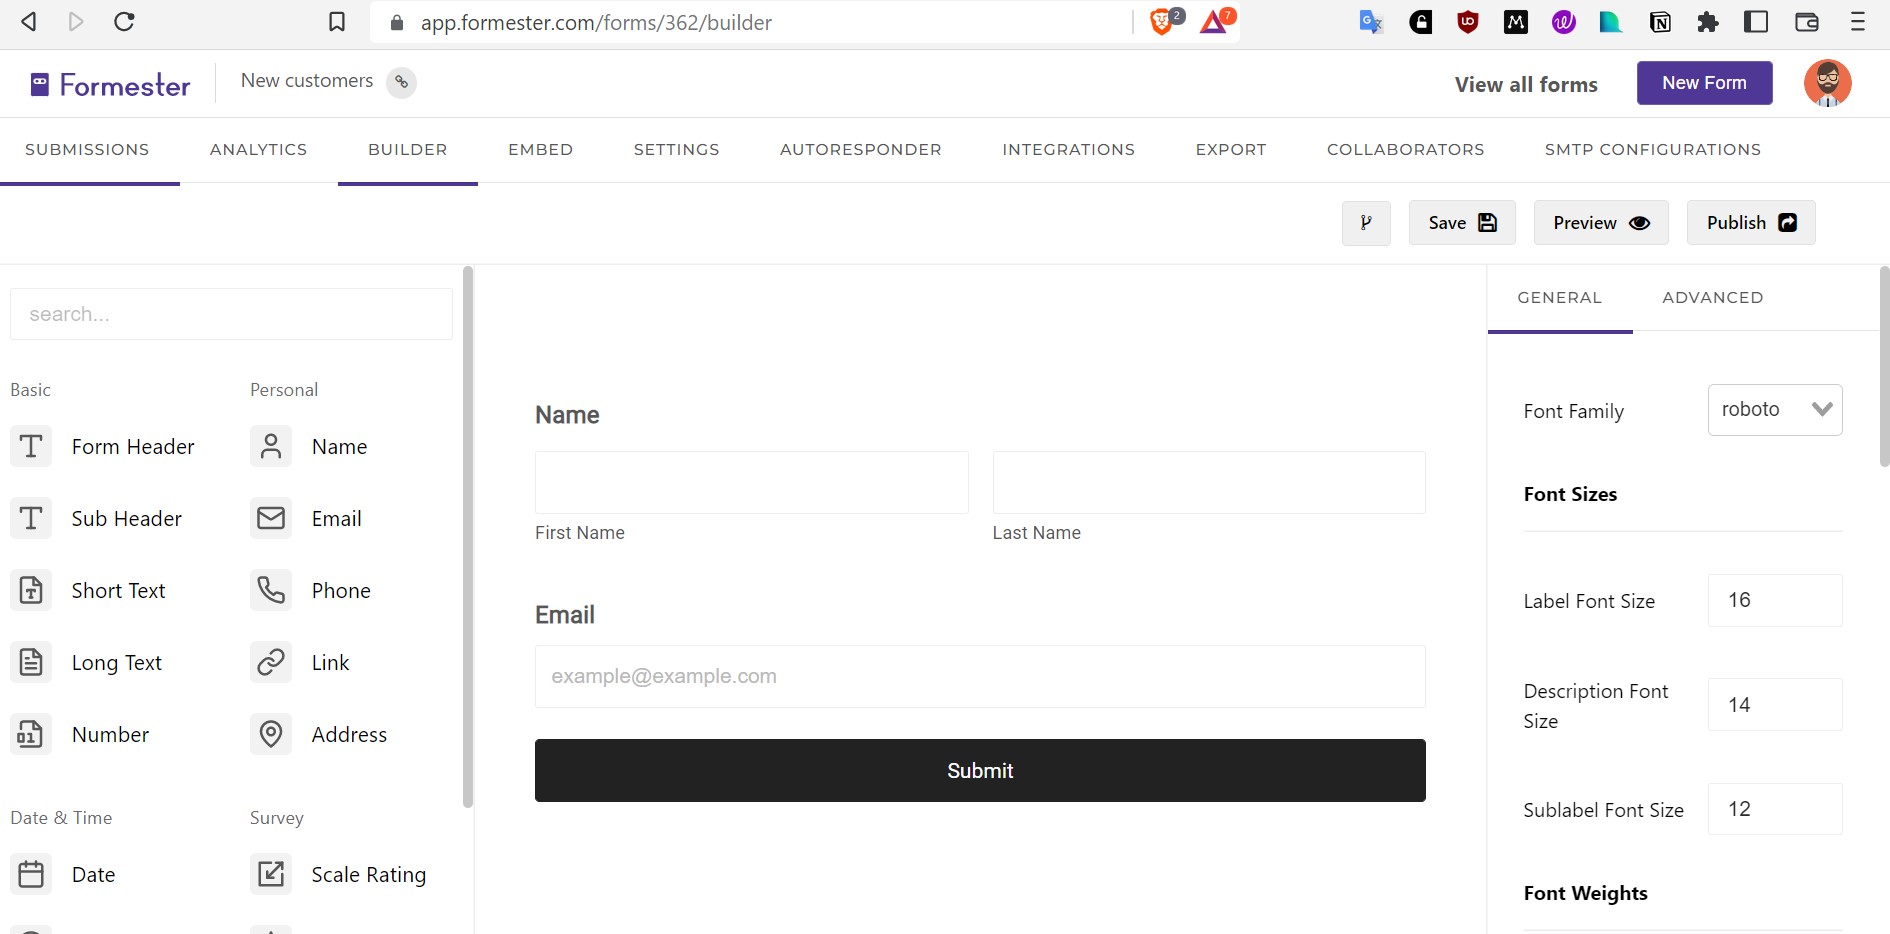 app.formester.com/forms/362/builder
2
7
Formester
New customers
View all forms
New Form
SUBMISSIONS
ANALYTICS
BUILDER
EMBED
SETTINGS
AUTORESPONDER
INTEGRATIONS
EXPORT
COLLABORATORS
SMTP CONFIGURATIONS
Save
Preview
Publish
search...
Basic
Personal
Form Header
Name
Sub Header
Email
Short Text
Phone
Long Text
Link
Number
Address
Date & Time
Survey
Date
Scale Rating
Name
First Name
Last Name
Email
example@example.com
Submit
GENERAL
ADVANCED
Font Family
roboto
Font Sizes
Label Font Size
16
Description Font
Size
14
Sublabel Font Size
12
Font Weights